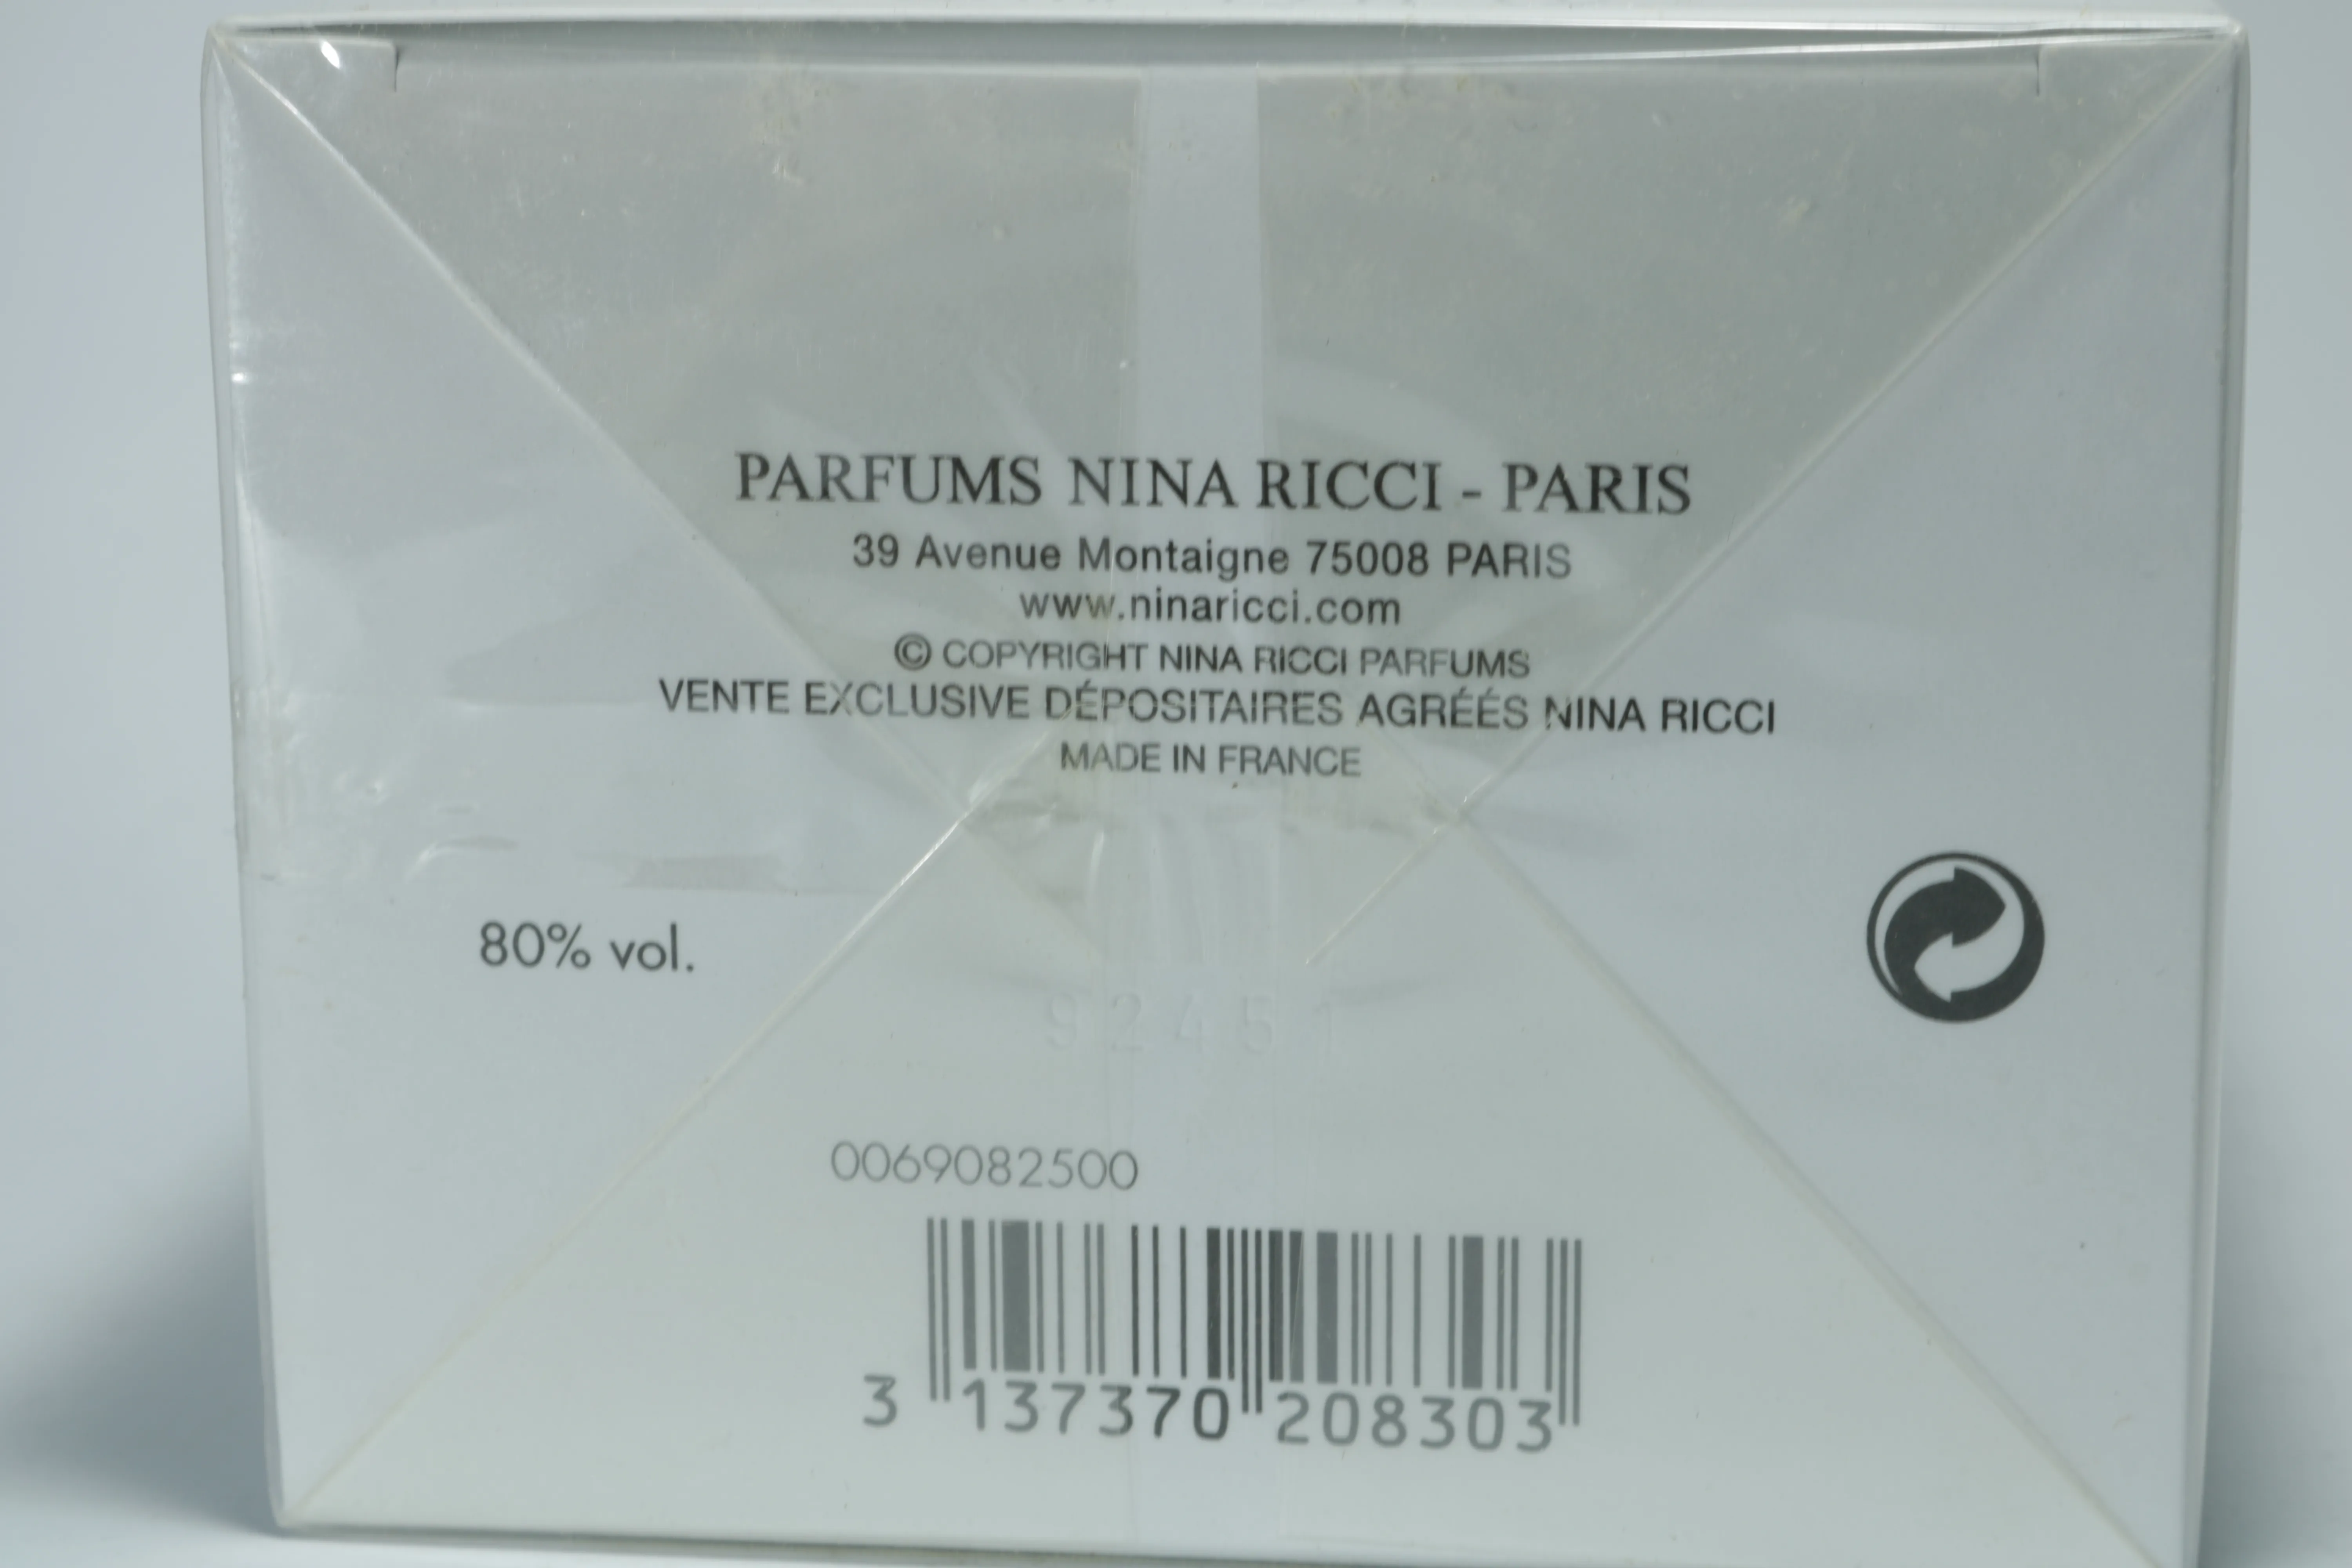 PARFUMS NINA RICCI - PARIS
39 Avenue Montaigne 75008 PARIS
www.ninaricci.com
© COPYRIGHT NINA RICCI PARFUMS
VENTE EXCLUSIVE DÉPOSITAIRES AGRÉÉS NINA RICCI
MADE IN FRANCE
80% vol.
92451
0069082500
3 137370 208303